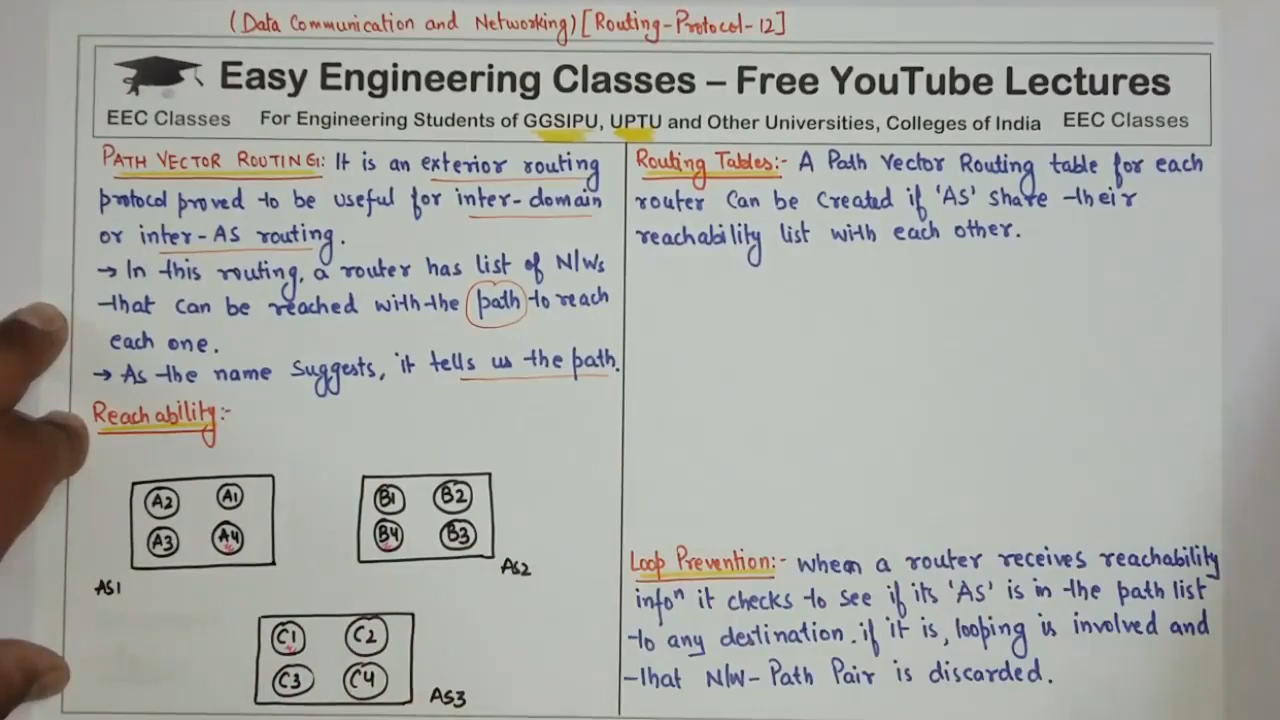 (Data Communication and Networking) [Routing-Protocol-12]
Easy Engineering Classes – Free YouTube Lectures
EEC Classes For Engineering Students of GGSIPU, UPTU and Other Universities, Colleges of India EEC Classes
PATH VECTOR ROUTING: It is an exterior routing
protocol proved to be useful for inter-domain
or inter-AS routing.
→ In this routing, a router has list of N/Ws
that can be reached with the path to reach
each one.
→ As the name suggests, it tells us the path.
Reachability:-
A2 A1
A3 A4
AS1
B1 B2
B4 B3
AS2
C1 C2
C3 C4
AS3
Routing Tables:- A Path Vector Routing table for each
router can be created if 'AS' share their
reachability list with each other.
Loop Prevention:- When a router receives reachability
infoⁿ it checks to see if its 'AS' is in the path list
to any destination. if it is, looping is involved and
that N/W-Path Pair is discarded.